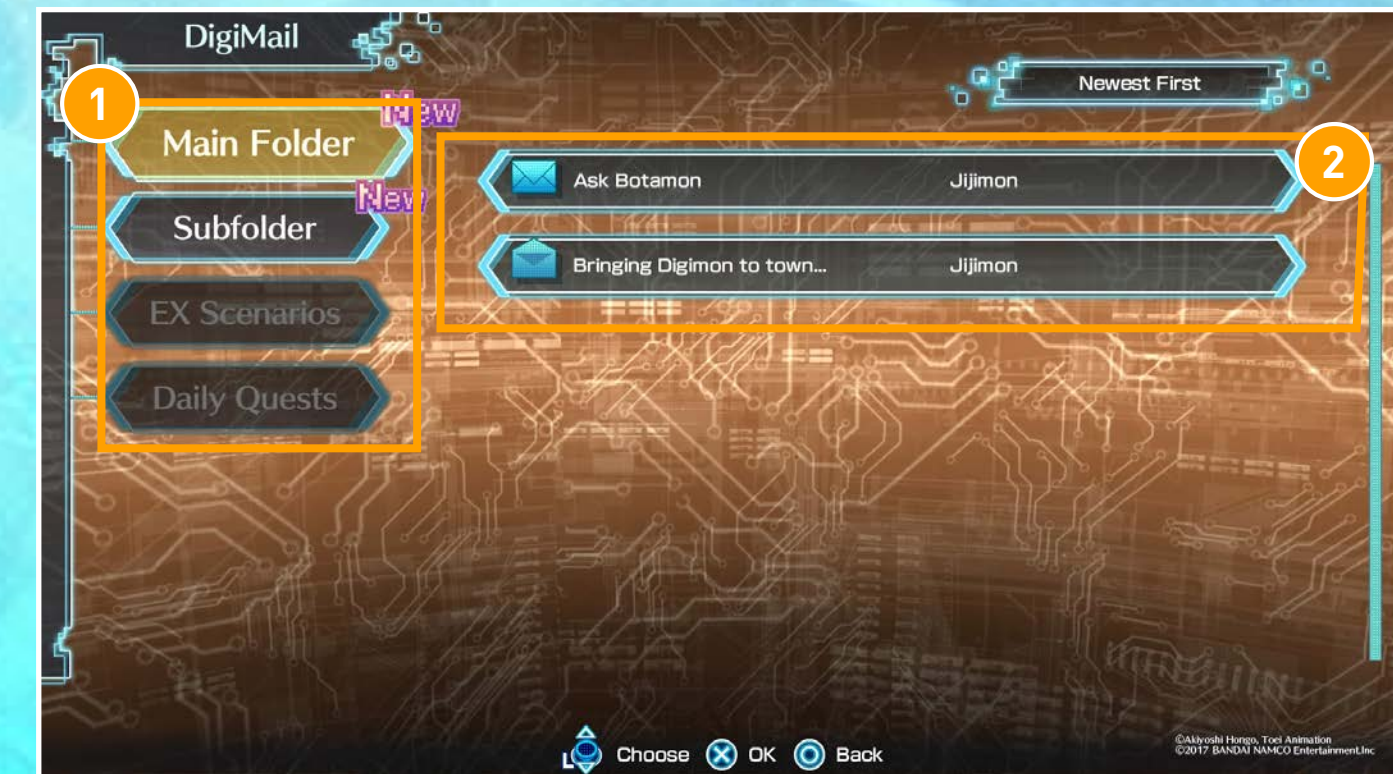 DigiMail
Newest First
1
New
Main Folder
2
Ask Botamon Jijimon
New
Subfolder
Bringing Digimon to town... Jijimon
EX Scenarios
Daily Quests
L Choose OK Back
©Akiyoshi Hongo, Toei Animation
©2017 BANDAI NAMCO Entertainment.Inc